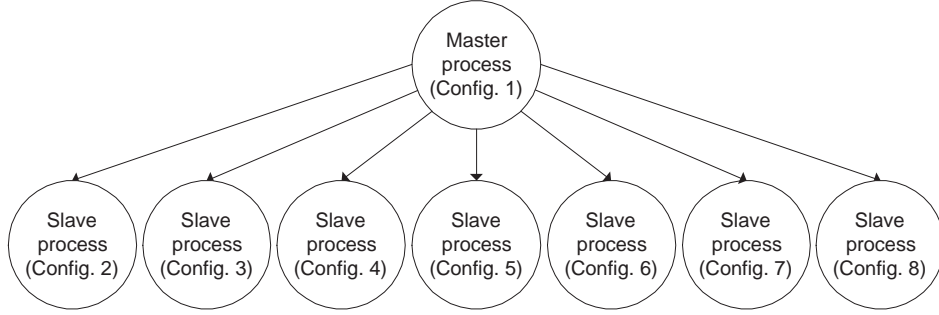 Master
process
(Config. 1)
Slave
process
(Config. 2)
Slave
process
(Config. 3)
Slave
process
(Config. 4)
Slave
process
(Config. 5)
Slave
process
(Config. 6)
Slave
process
(Config. 7)
Slave
process
(Config. 8)